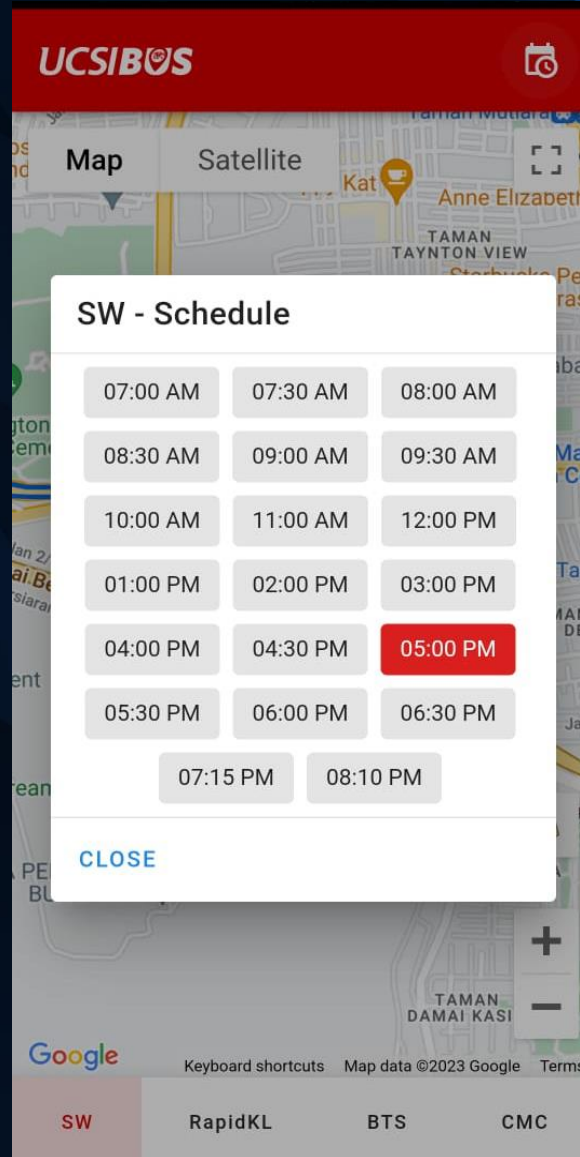 UCSIBUS
Taman Mutiara
Map Satellite
Kat
Anne Elizabeth
TAMAN
TAYNTON VIEW
SW - Schedule
07:00 AM 07:30 AM 08:00 AM
08:30 AM 09:00 AM 09:30 AM
10:00 AM 11:00 AM 12:00 PM
01:00 PM 02:00 PM 03:00 PM
04:00 PM 04:30 PM 05:00 PM
05:30 PM 06:00 PM 06:30 PM
07:15 PM 08:10 PM
CLOSE
TAMAN
DAMAI KASI
Google Keyboard shortcuts Map data ©2023 Google Terms
SW RapidKL BTS CMC